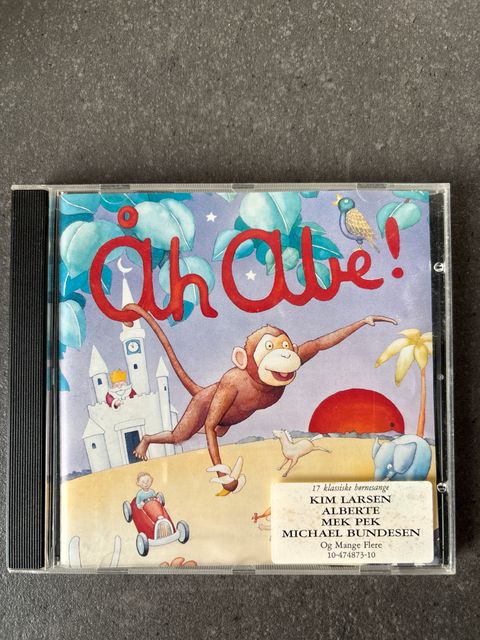 Åh Abe!
17 klassiske børnesange
KIM LARSEN
ALBERTE
MEK PEK
MICHAEL BUNDESEN
Og Mange Flere
10-474873-10